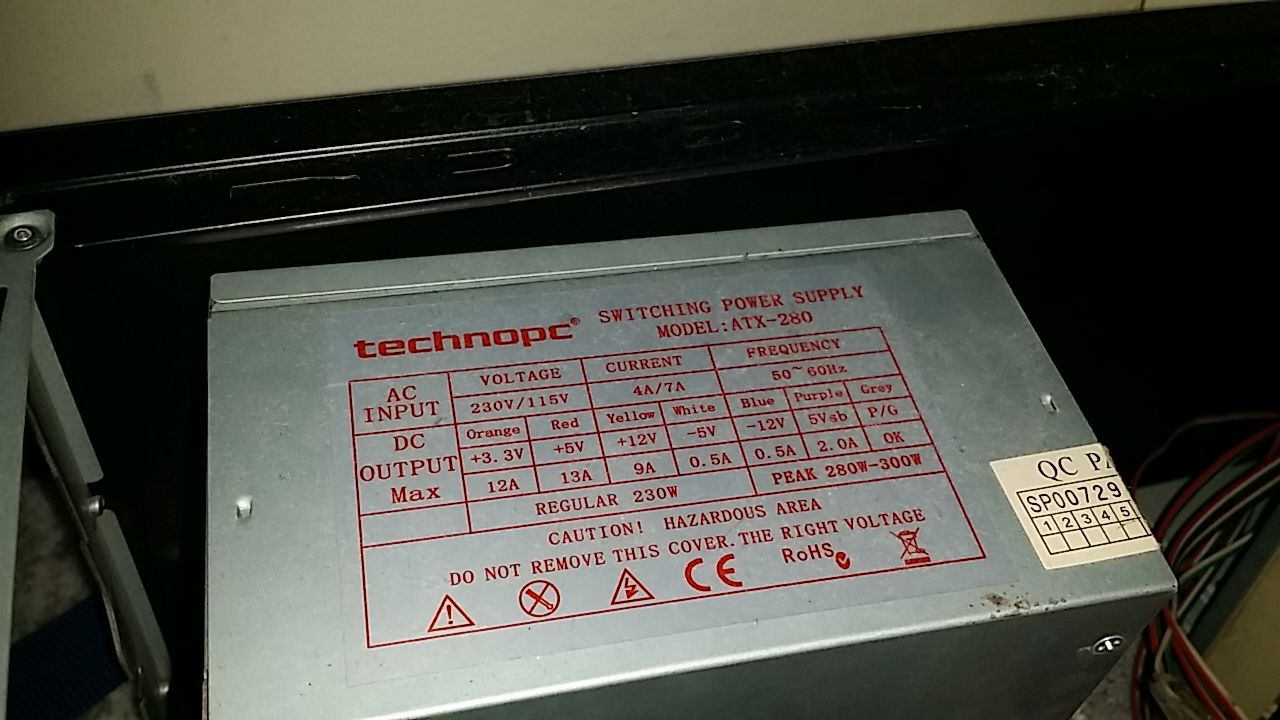 technopc®
SWITCHING POWER SUPPLY
MODEL:ATX-280
AC INPUT VOLTAGE CURRENT FREQUENCY
230V/115V 4A/7A 50~60Hz
DC OUTPUT Max Orange Red Yellow White Blue Purple Grey
+3.3V +5V +12V -5V -12V 5Vsb P/G
12A 13A 9A 0.5A 0.5A 2.0A OK
REGULAR 230W PEAK 280W-300W
CAUTION! HAZARDOUS AREA
DO NOT REMOVE THIS COVER.THE RIGHT VOLTAGE
CE RoHS
QC
SP00729
1 2 3 4 5